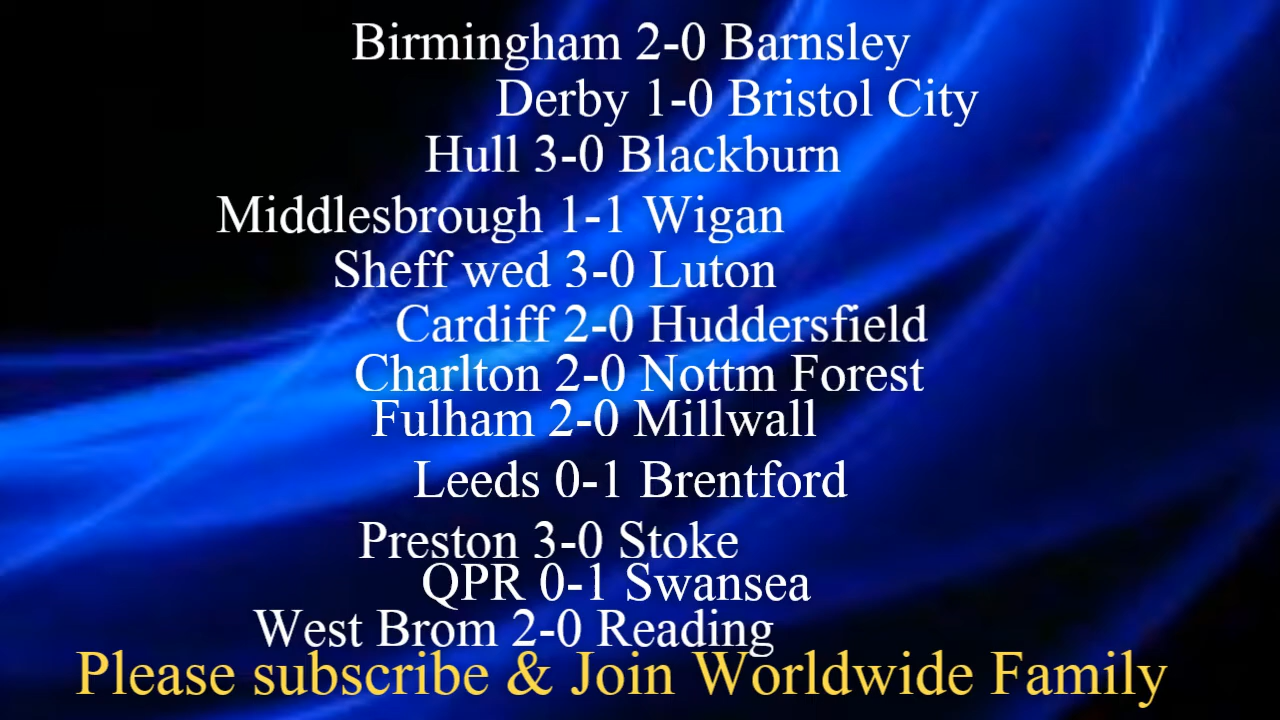 Birmingham 2-0 Barnsley
Derby 1-0 Bristol City
Hull 3-0 Blackburn
Middlesbrough 1-1 Wigan
Sheff wed 3-0 Luton
Cardiff 2-0 Huddersfield
Charlton 2-0 Nottm Forest
Fulham 2-0 Millwall
Leeds 0-1 Brentford
Preston 3-0 Stoke
QPR 0-1 Swansea
West Brom 2-0 Reading
Please subscribe & Join Worldwide Family